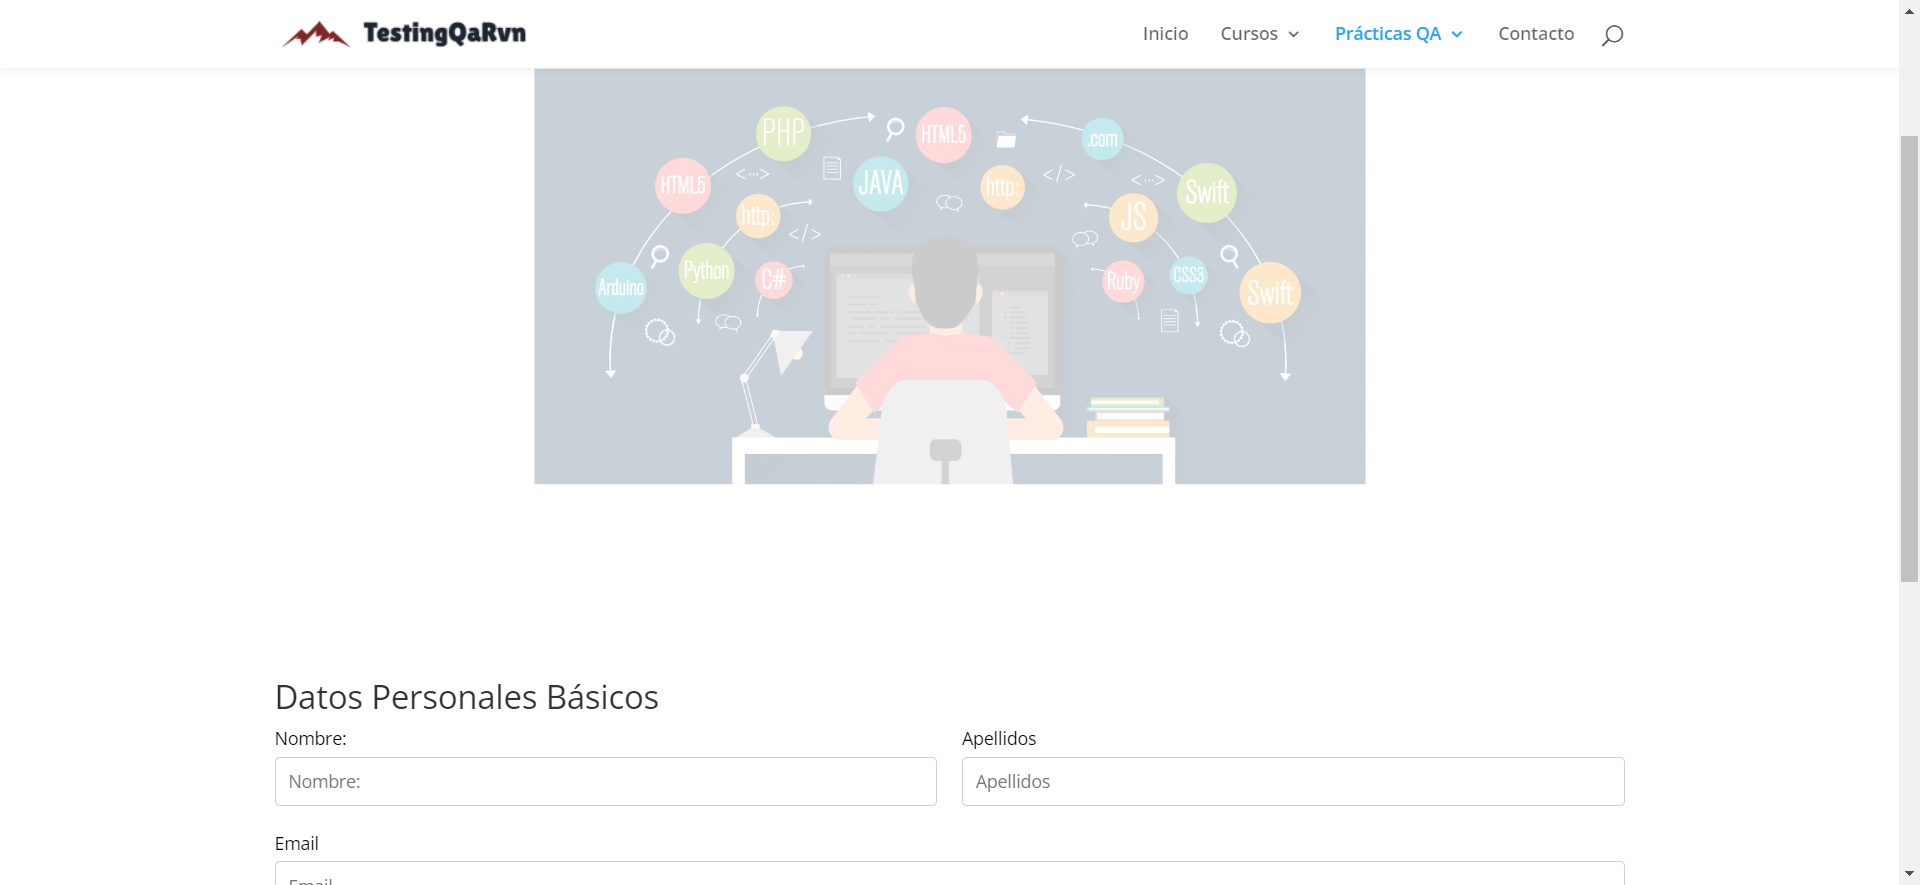 TestingQaRvn
Inicio Cursos Prácticas QA Contacto
PHP
HTML5
.com
HTML5
JAVA
http:
Swift
http:
JS
Arduino
Python
C#
Ruby
CSS3
Swift
Datos Personales Básicos
Nombre: Apellidos
Nombre: Apellidos
Email
Email